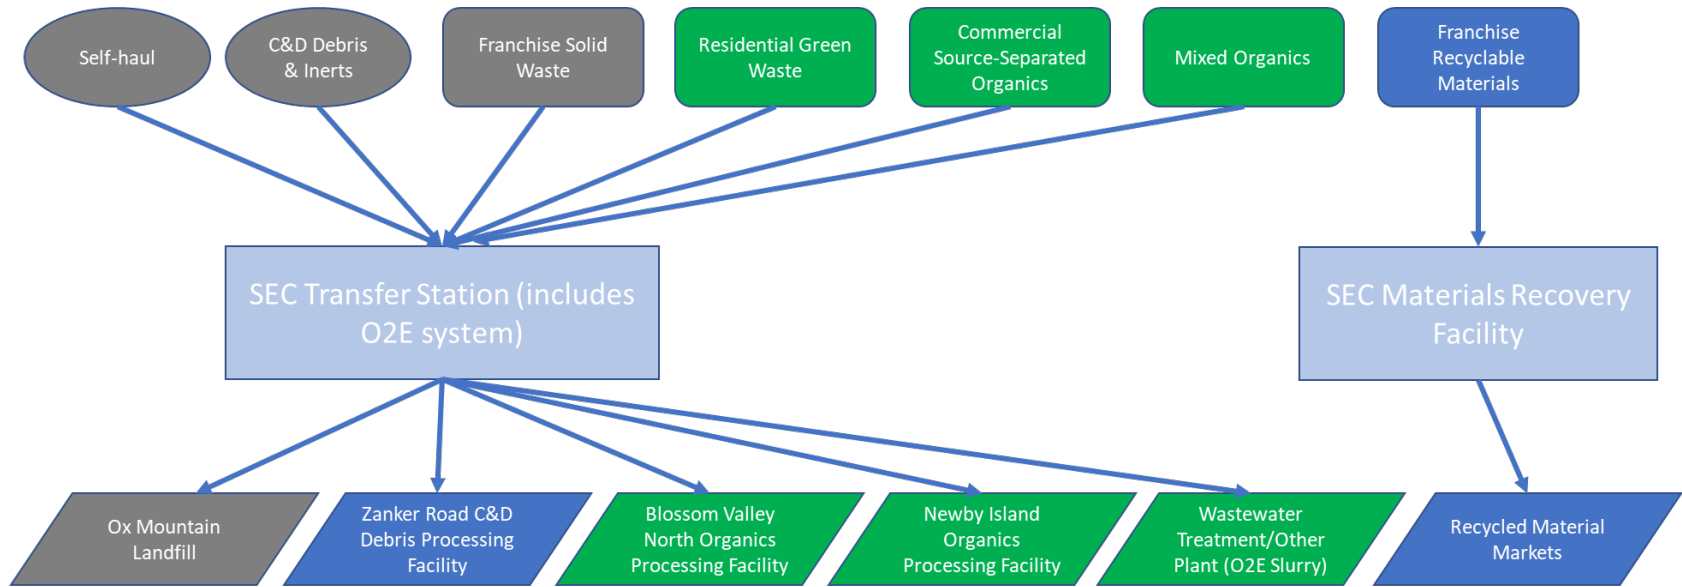 Self-haul
C&D Debris
& Inerts
Franchise Solid
Waste
Residential Green
Waste
Commercial
Source-Separated
Organics
Mixed Organics
Franchise
Recyclable
Materials
SEC Transfer Station (includes
O2E system)
SEC Materials Recovery
Facility
Ox Mountain
Landfill
Zanker Road C&D
Debris Processing
Facility
Blossom Valley
North Organics
Processing Facility
Newby Island
Organics
Processing Facility
Wastewater
Treatment/Other
Plant (O2E Slurry)
Recycled Material
Markets